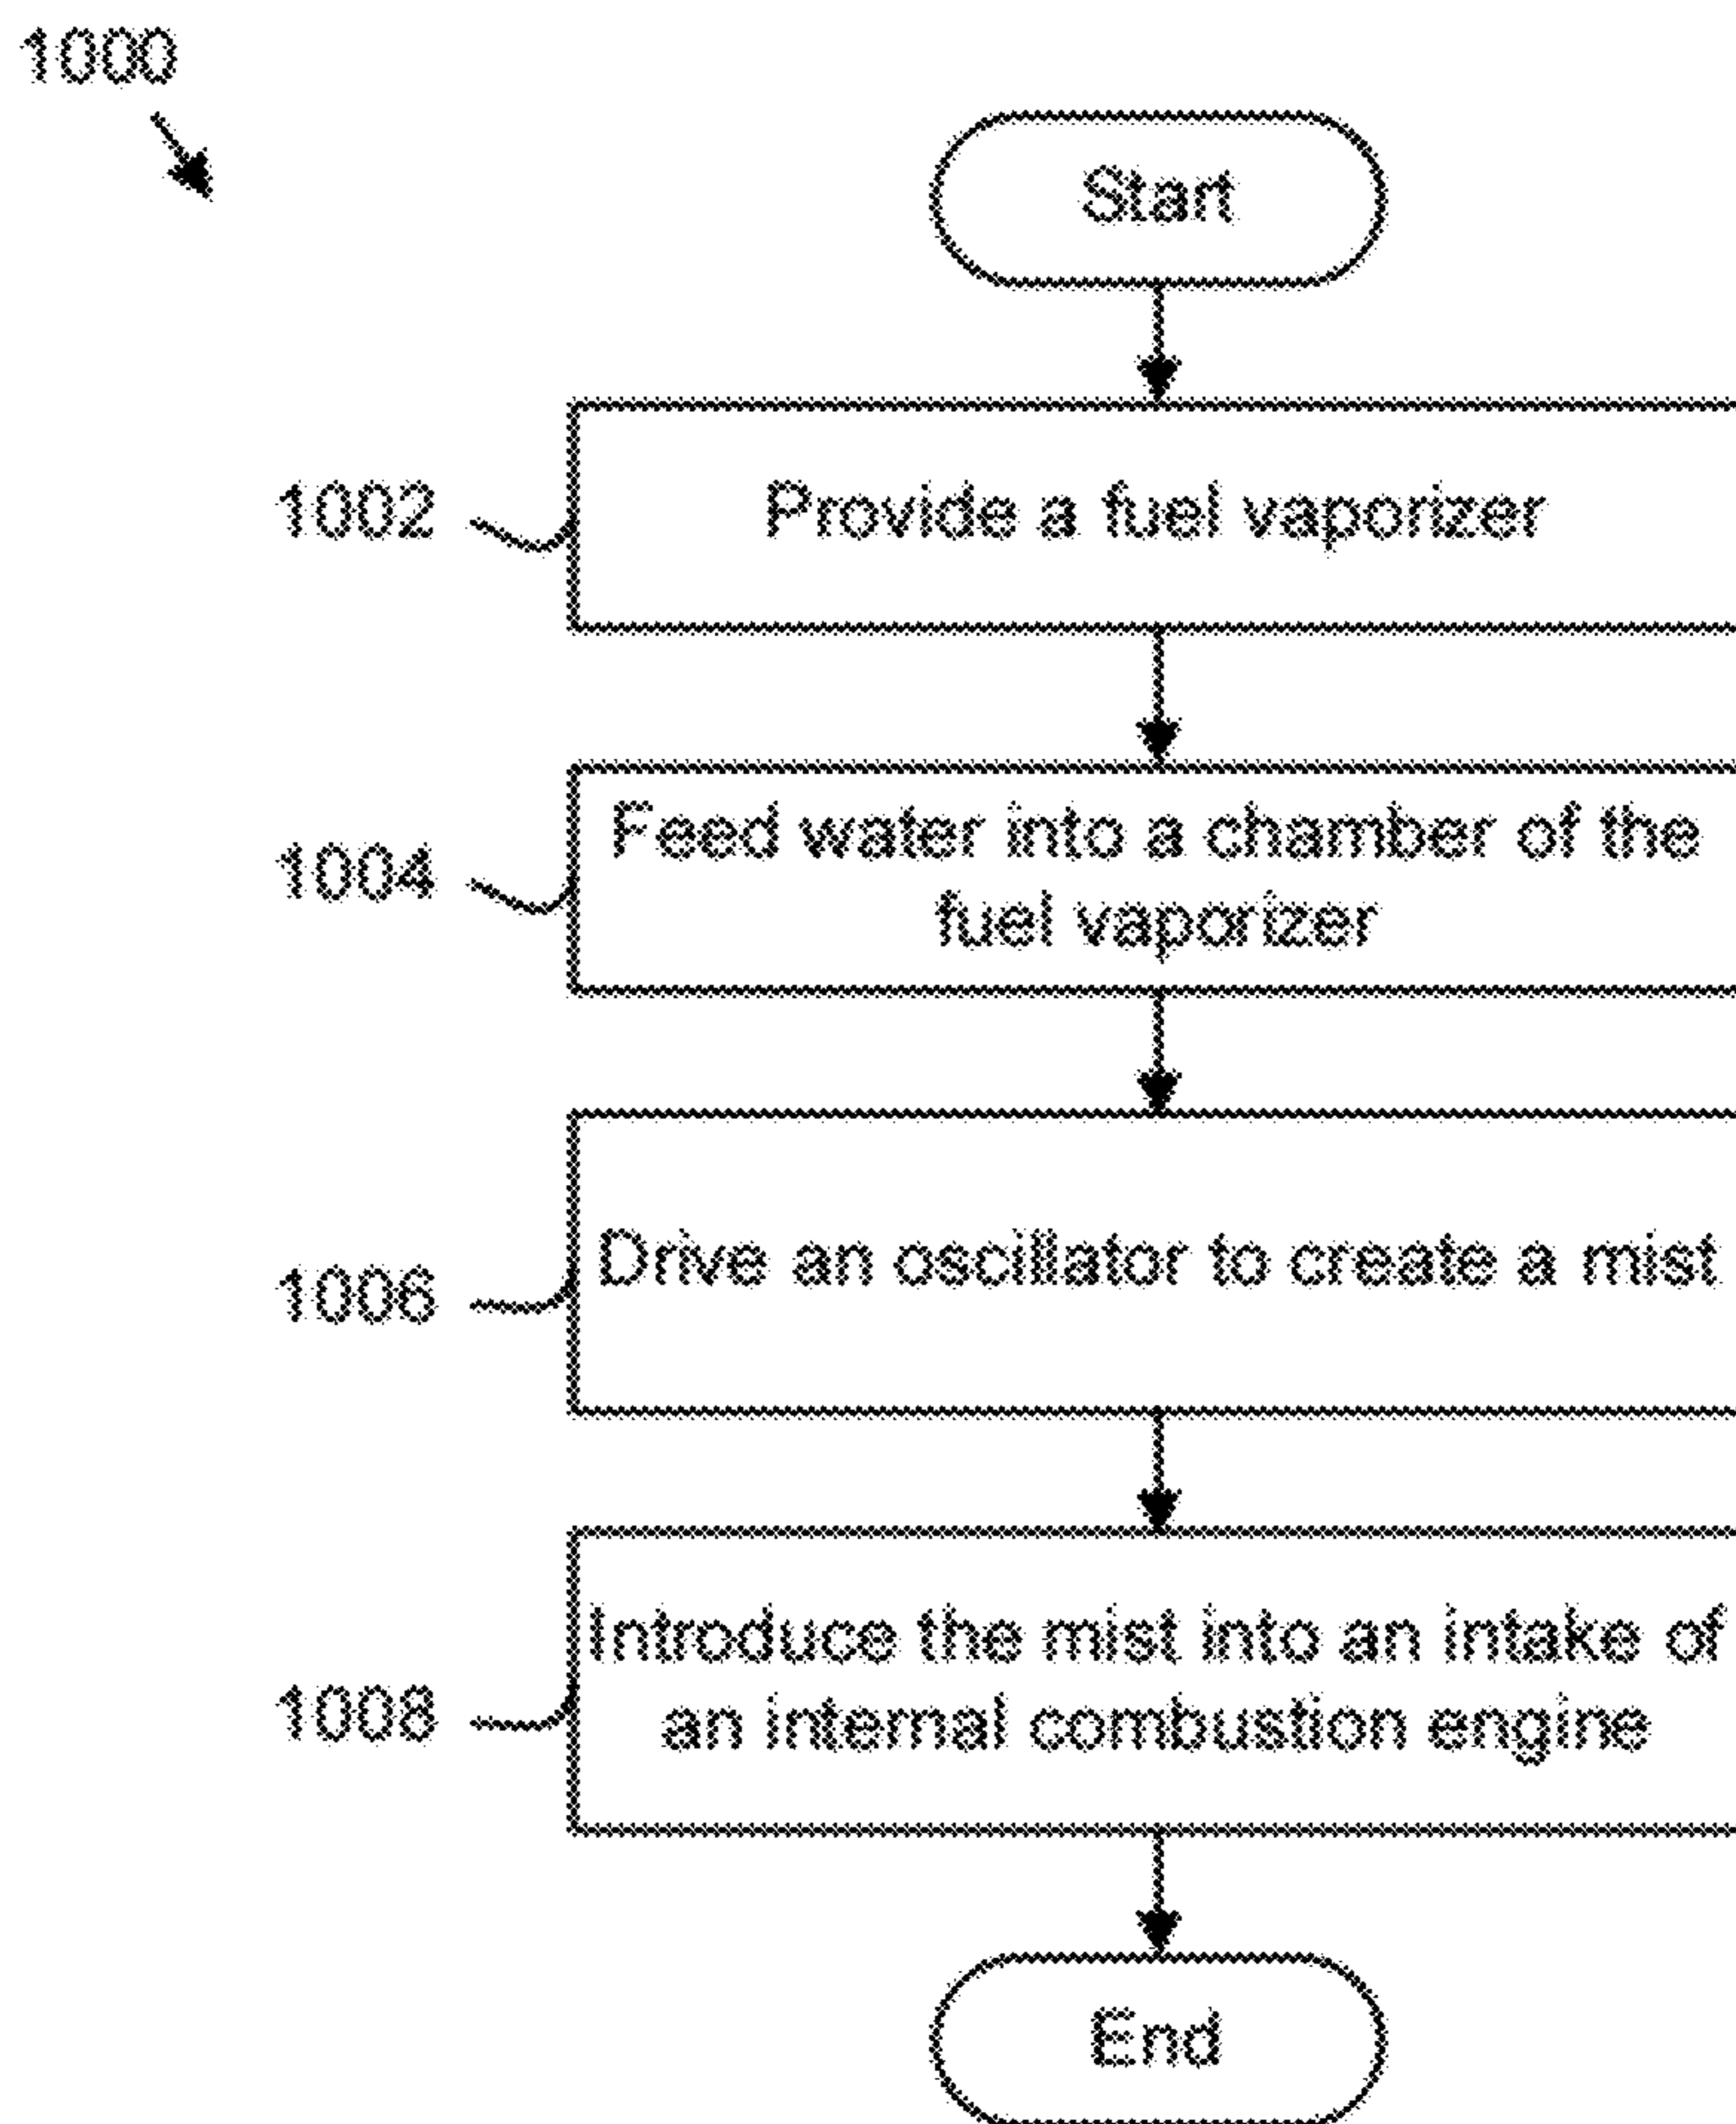 1000
Start
1002
Provide a fuel vaporizer
1004
Feed water into a chamber of the
fuel vaporizer
1006
Drive an oscillator to create a mist
1008
Introduce the mist into an intake of
an internal combustion engine
End